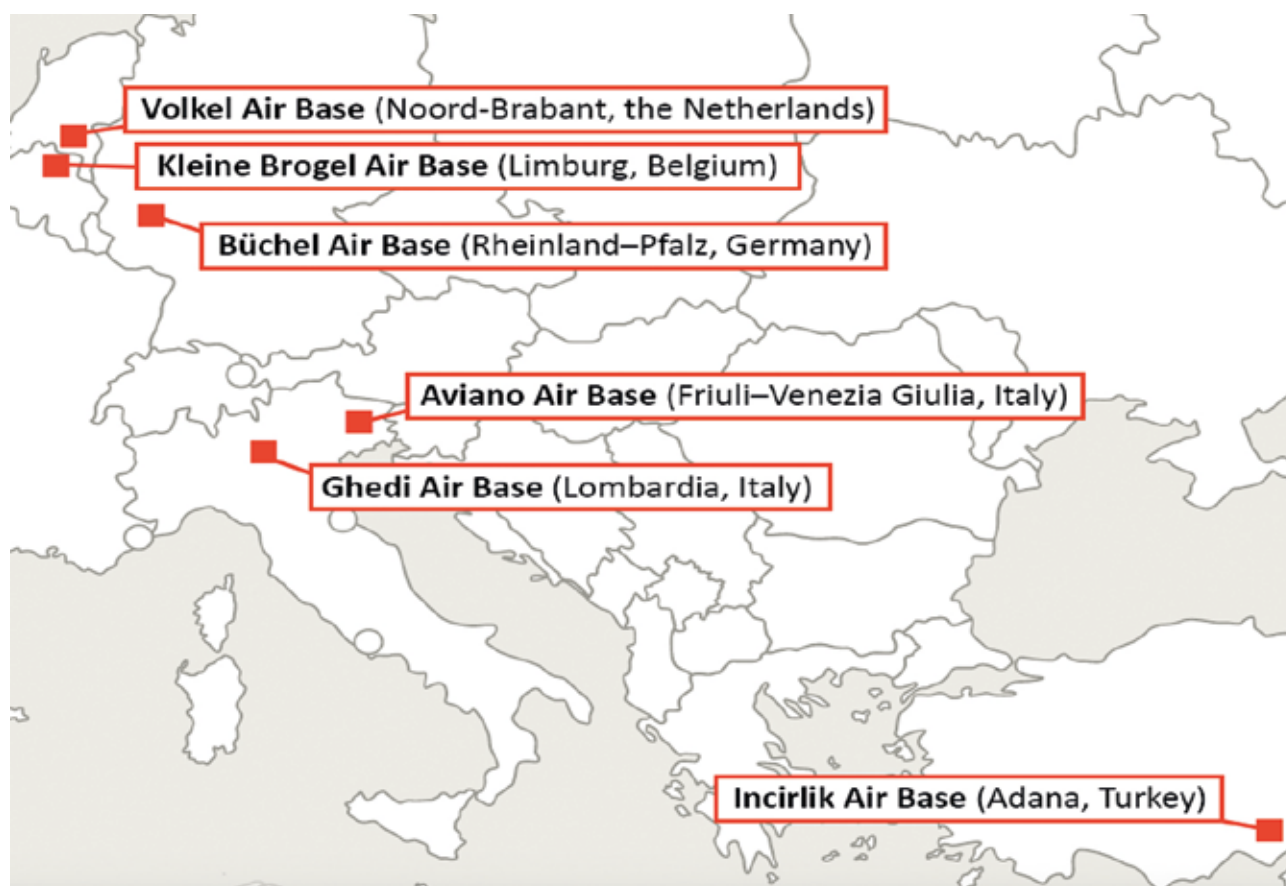 Volkel Air Base (Noord-Brabant, the Netherlands)
Kleine Brogel Air Base (Limburg, Belgium)
Büchel Air Base (Rheinland–Pfalz, Germany)
Aviano Air Base (Friuli–Venezia Giulia, Italy)
Ghedi Air Base (Lombardia, Italy)
Incirlik Air Base (Adana, Turkey)